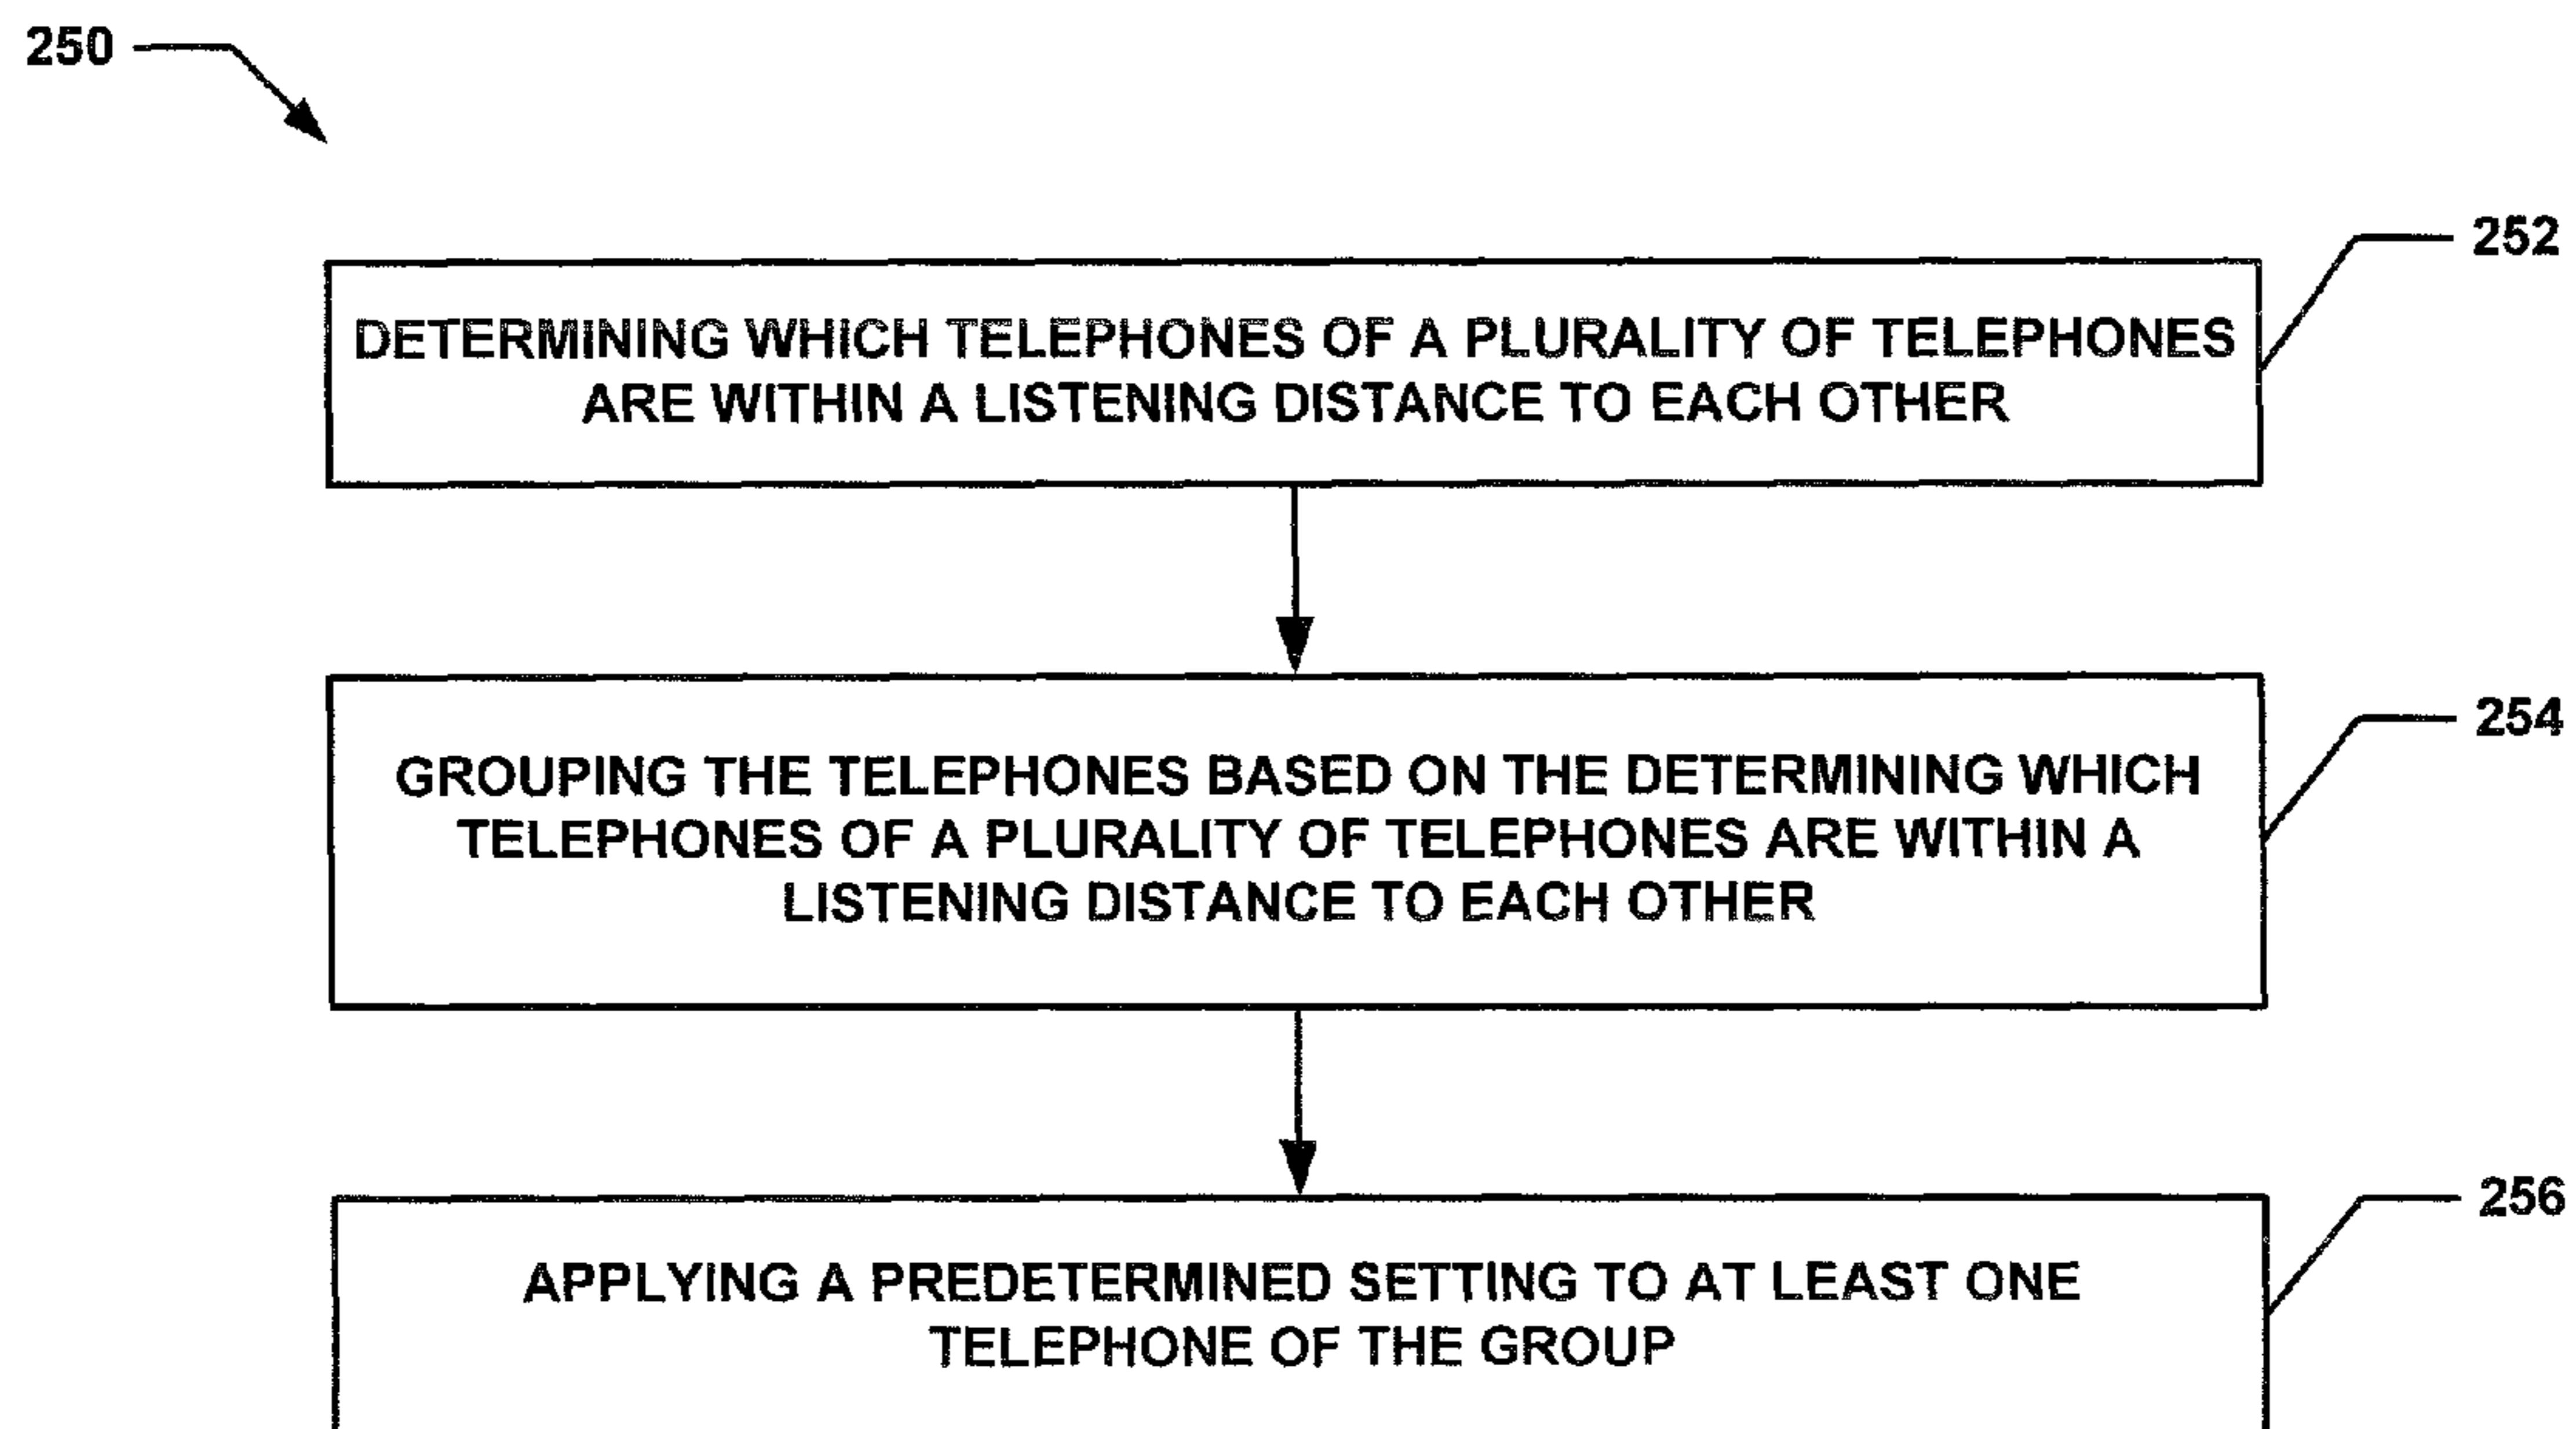 250
252
DETERMINING WHICH TELEPHONES OF A PLURALITY OF TELEPHONES
ARE WITHIN A LISTENING DISTANCE TO EACH OTHER
254
GROUPING THE TELEPHONES BASED ON THE DETERMINING WHICH
TELEPHONES OF A PLURALITY OF TELEPHONES ARE WITHIN A
LISTENING DISTANCE TO EACH OTHER
256
APPLYING A PREDETERMINED SETTING TO AT LEAST ONE
TELEPHONE OF THE GROUP